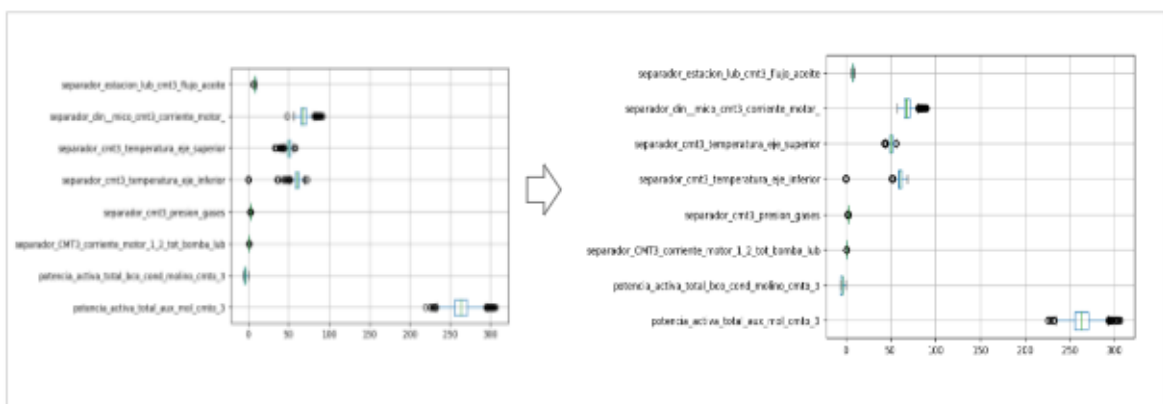 separador_estacion_lub_cmt3_flujo_aceite
separador_din__mico_cmt3_corriente_motor_
separador_cmt3_temperatura_eje_superior
separador_cmt3_temperatura_eje_inferior
separador_cmt3_presion_gases
separador_CMT3_corriente_motor_1_2_tot_bomba_lub
potencia_activa_total_bco_cond_molino_cmto_3
potencia_activa_total_aux_mol_cmto_3
0 50 100 150 200 250 300
separador_estacion_lub_cmt3_flujo_aceite
separador_din__mico_cmt3_corriente_motor_
separador_cmt3_temperatura_eje_superior
separador_cmt3_temperatura_eje_inferior
separador_cmt3_presion_gases
separador_CMT3_corriente_motor_1_2_tot_bomba_lub
potencia_activa_total_bco_cond_molino_cmto_3
potencia_activa_total_aux_mol_cmto_3
0 50 100 150 200 250 300